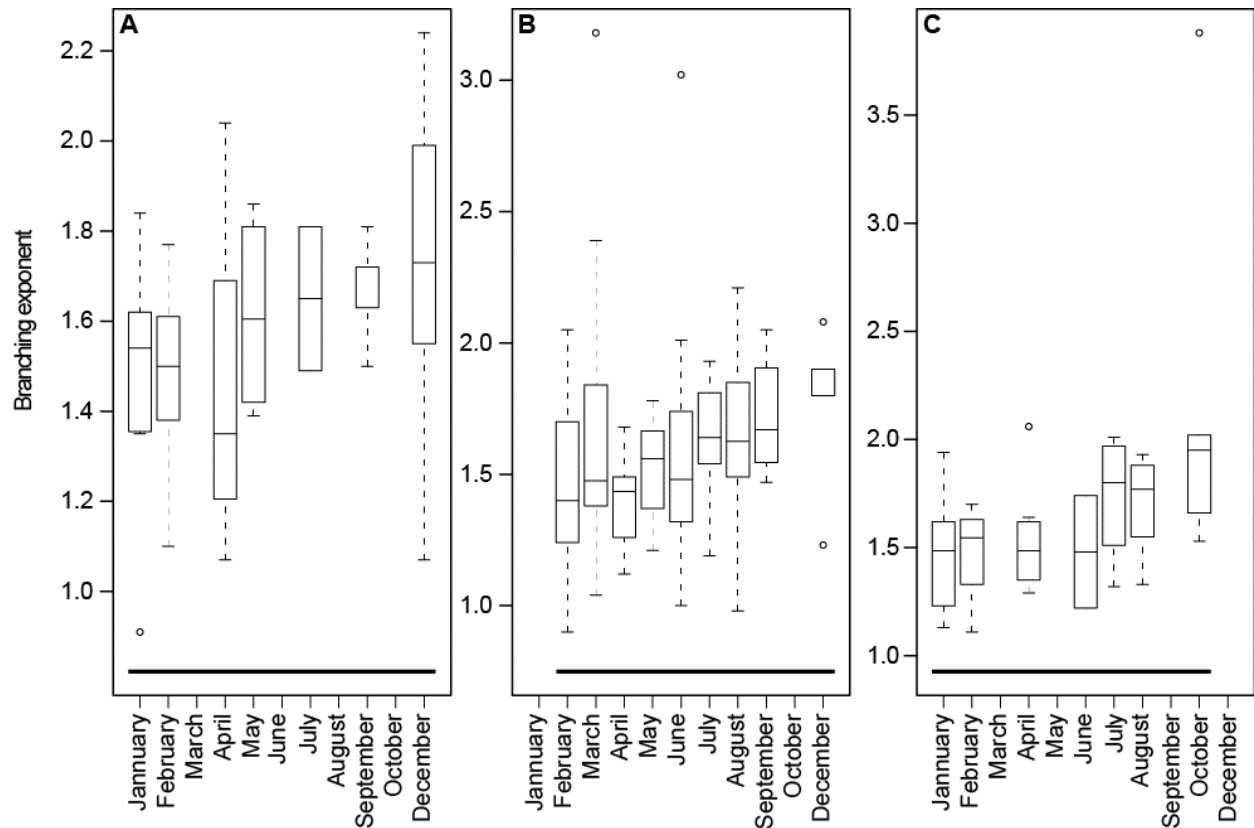 A
B
C
Branching exponent
2.2
2.0
1.8
1.6
1.4
1.2
1.0
3.0
2.5
2.0
1.5
1.0
3.5
3.0
2.5
2.0
1.5
1.0
Jannuary
February
March
April
May
June
July
August
September
October
December
Jannuary
February
March
April
May
June
July
August
September
October
December
Jannuary
February
March
April
May
June
July
August
September
October
December